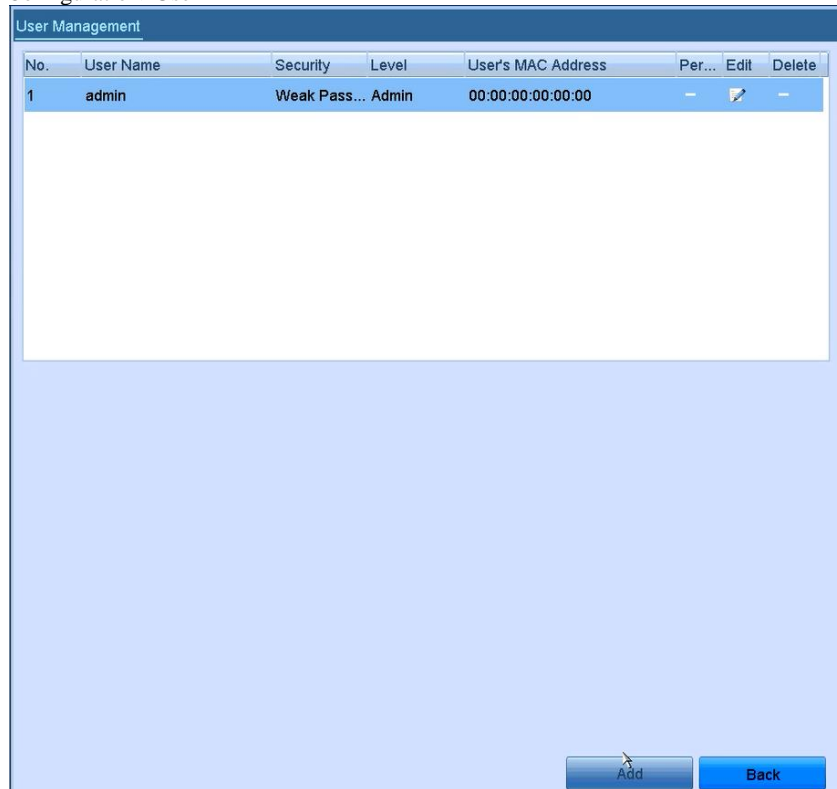 User Management
No. User Name Security Level User's MAC Address Per... Edit Delete
1 admin Weak Pass... Admin 00:00:00:00:00:00 – –
Add Back